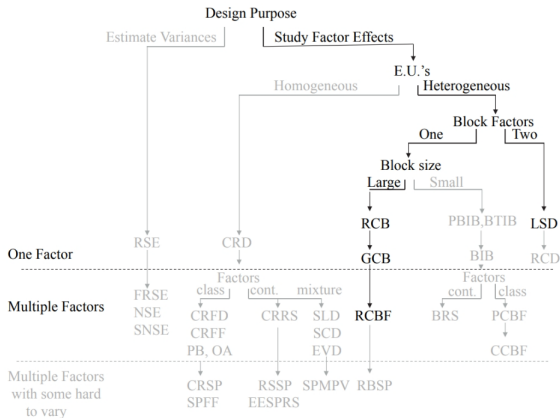 Design Purpose
Estimate Variances Study Factor Effects
E.U.'s
Homogeneous Heterogeneous
Block Factors
One Two
Block size
Large Small
RSE CRD RCB PBIB,BTIB LSD
One Factor GCB BIB RCD
Factors Factors
class cont. mixture cont. class
Multiple Factors FRSE CRFD CRRS SLD RCBF BRS PCBF
NSE CRFF SCD
SNSE PB, OA EVD CCBF
Multiple Factors CRSP RSSP SPMPV RBSP
with some hard SPFF EESPRS
to vary